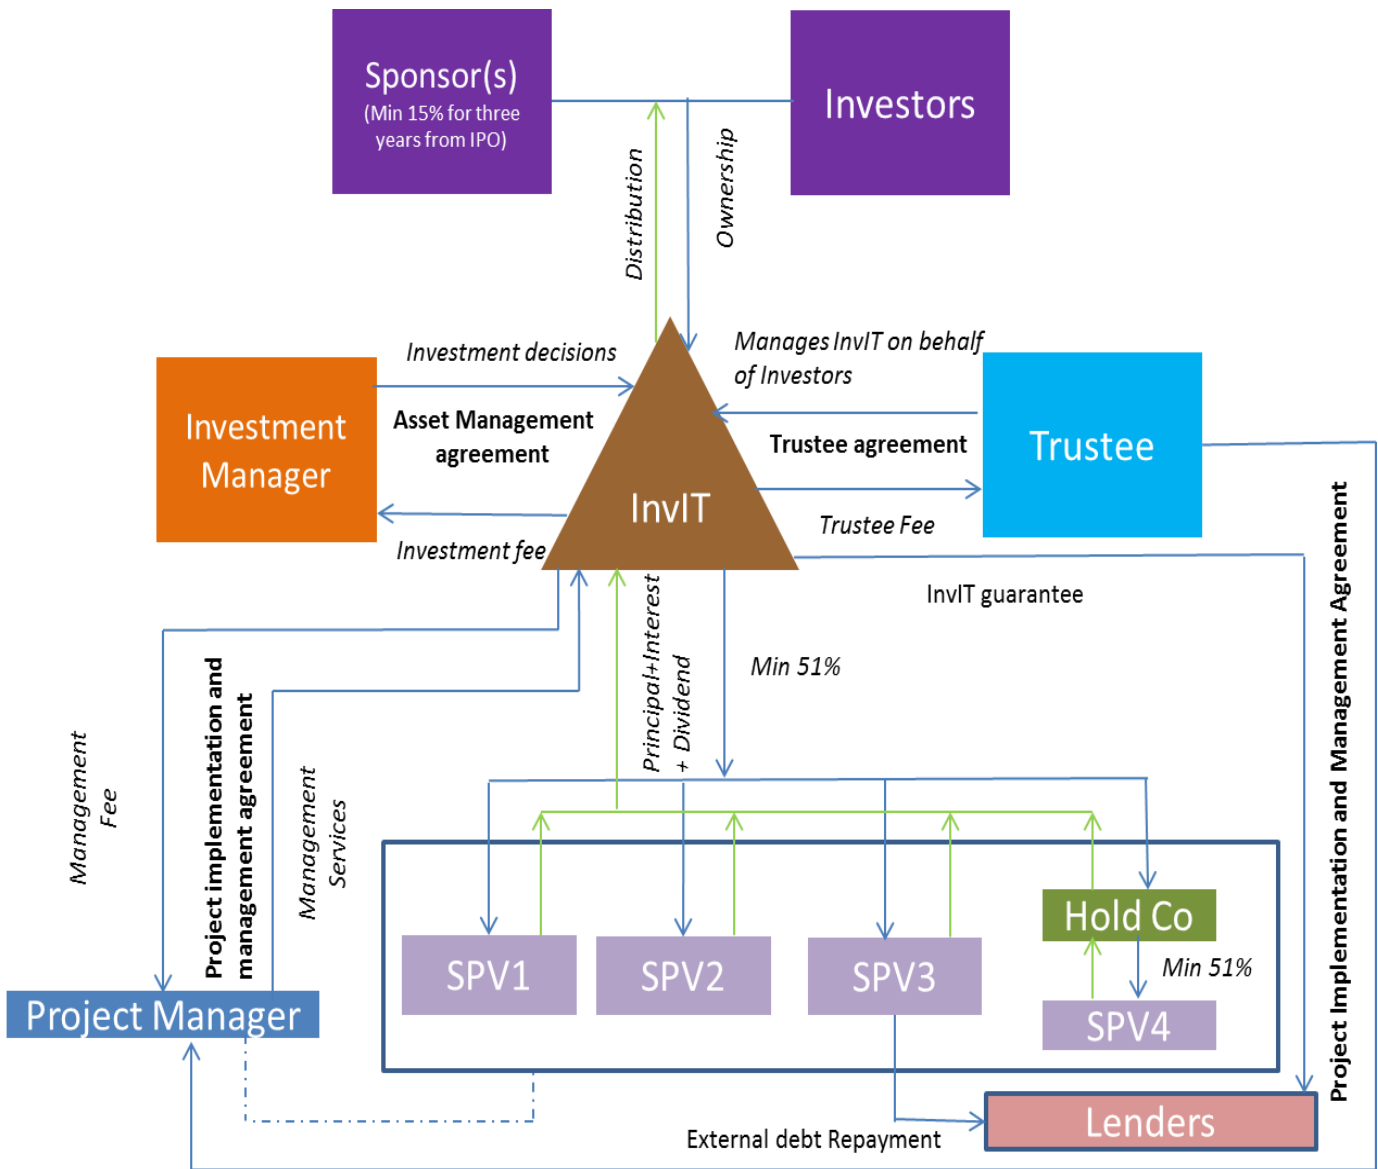 Sponsor(s)
(Min 15% for three
years from IPO)
Investors
Distribution
Ownership
Investment decisions
Manages InvIT on behalf
of Investors
Investment
Manager
Asset Management
agreement
Trustee agreement
Trustee
InvIT
Investment fee
Trustee Fee
InvIT guarantee
Project Implementation and Management Agreement
Principal+Interest
+ Dividend
Min 51%
Management
Fee
Project implementation and
management agreement
Management
Services
Hold Co
SPV1
SPV2
SPV3
Min 51%
SPV4
Project Manager
Lenders
External debt Repayment